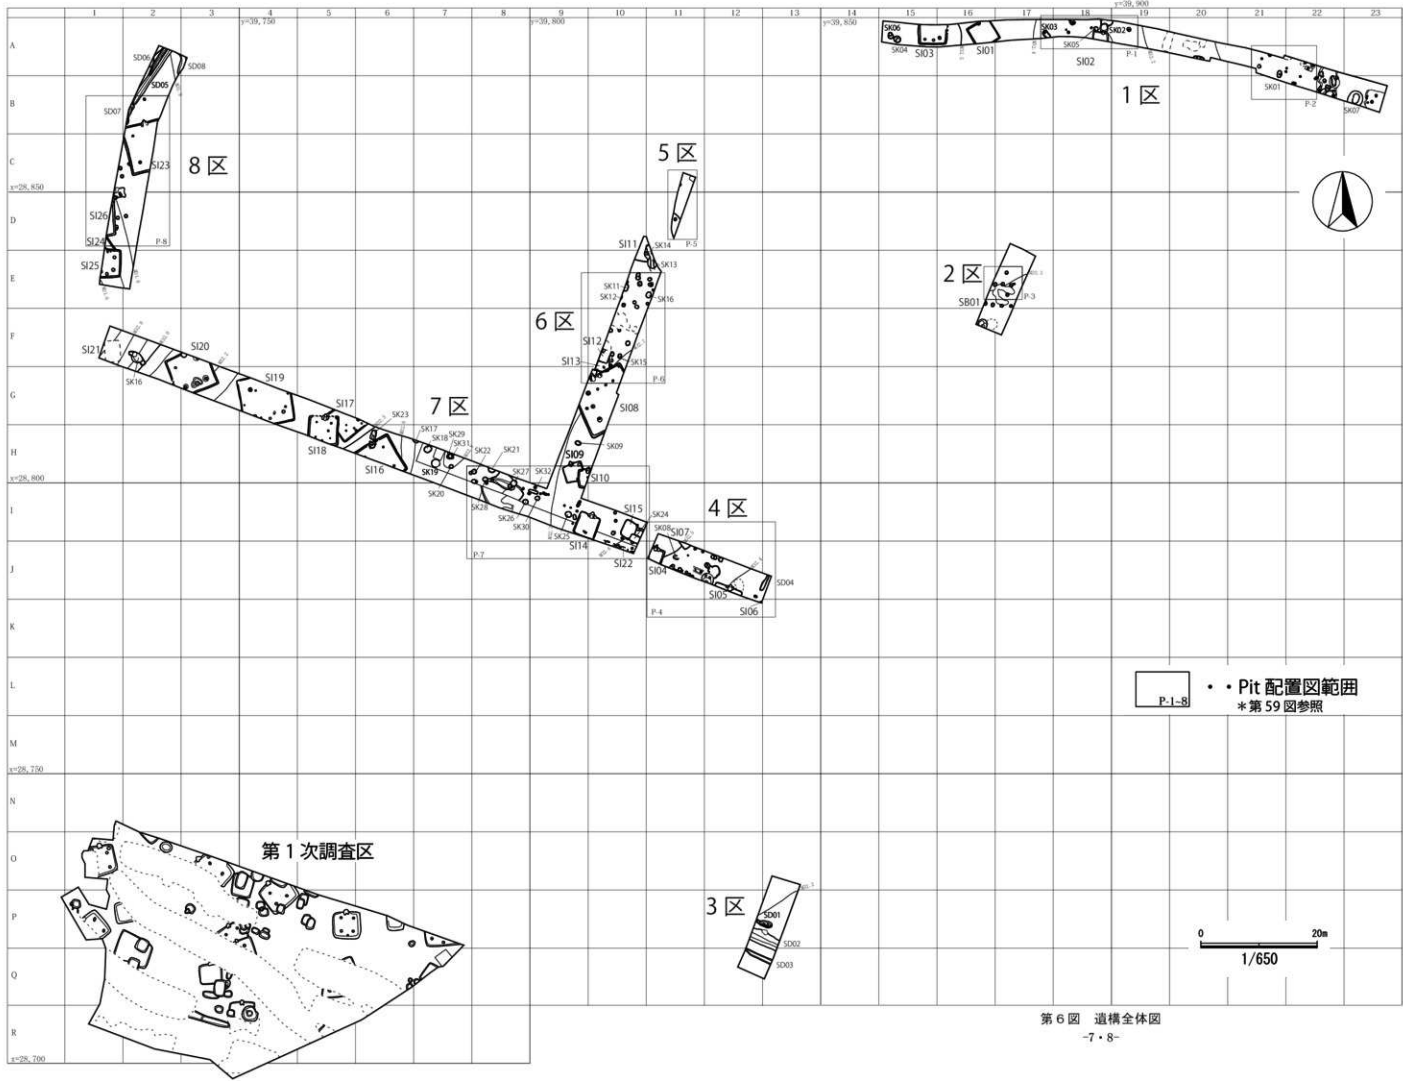 1 2 3 4 5 6 7 8 9 10 11 12 13 14 15 16 17 18 19 20 21 22 23
y=39,750 y=39,800 y=39,850 y=39,900
A
B
C
x=28,850
D
E
F
G
H
x=28,800
I
J
K
L
M
x=28,750
N
O
P
Q
R
x=28,700
SK06
SK04
SI03
SI01
SK03
SK05
SI02
SK02
P-1
1 区
SK01
P-2
SK07
SD06
SD08
SD05
SD07
SI23
8 区
SI26
SI24
SI25
P-8
5 区
P-5
SI11
SK14
SK13
SK11
SK12
SK16
6 区
SI12
SI13
SK15
P-6
SI08
SK09
SI09
SI10
2 区
SB01
P-3
SI21
SK16
SI20
SI19
SI17
SK23
SI18
SI16
7 区
SK17
SK18
SK29
SK31
SK22
SK21
SK19
SK20
SK27
SK32
SK28
SK26
SK30
SK25
SI14
SI15
SK24
SI22
P-7
4 区
SK08
SI07
SI04
SI05
SI06
SD04
P-4
P-1~8
・・Pit 配置図範囲
＊第 59 図参照
第 1 次調査区
3 区
SD01
SD02
SD03
0 20m
1/650
第 6 図 遺構全体図
-7・8-